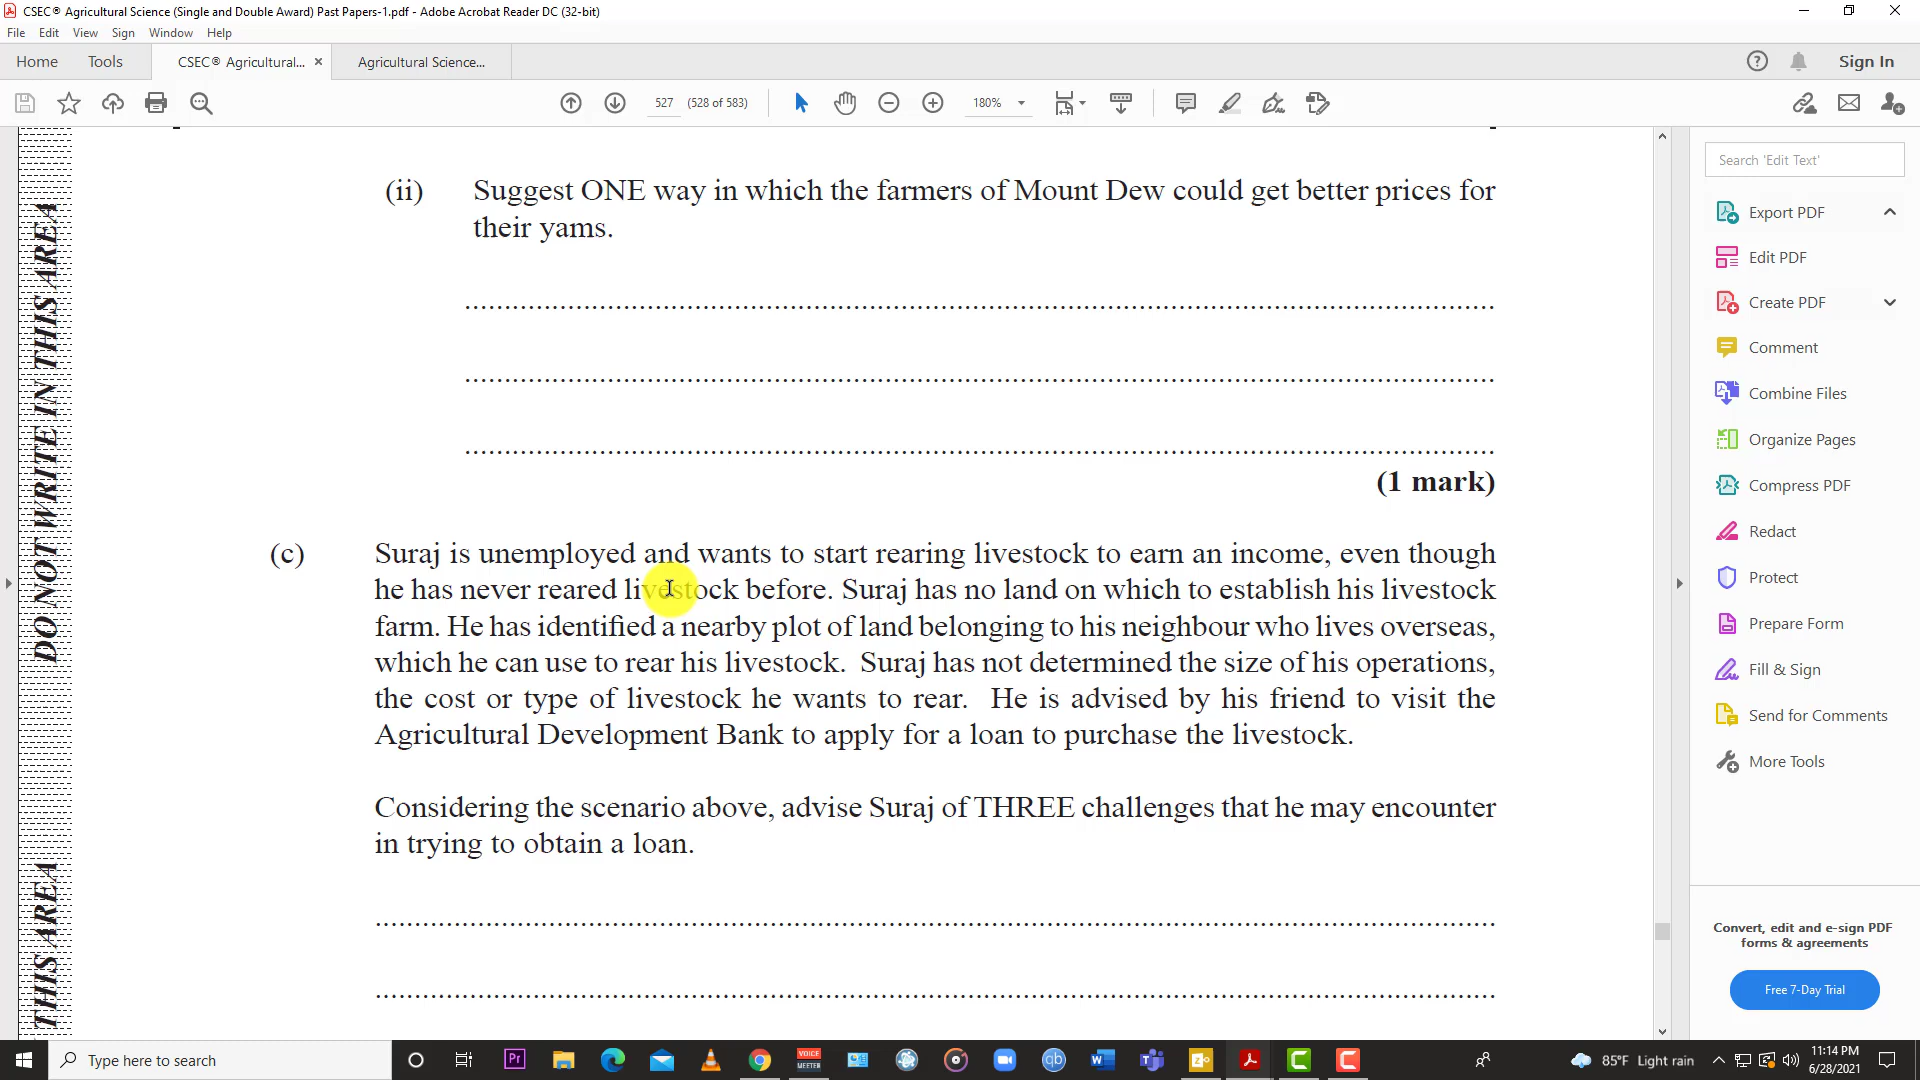 CSEC® Agricultural Science (Single and Double Award) Past Papers-1.pdf - Adobe Acrobat Reader DC (32-bit)
File Edit View Sign Window Help
Home Tools CSEC® Agricultural... × Agricultural Science... Sign In
527 (528 of 583) 180%
(ii) Suggest ONE way in which the farmers of Mount Dew could get better prices for
their yams.
(1 mark)
(c) Suraj is unemployed and wants to start rearing livestock to earn an income, even though
he has never reared livestock before. Suraj has no land on which to establish his livestock
farm. He has identified a nearby plot of land belonging to his neighbour who lives overseas,
which he can use to rear his livestock. Suraj has not determined the size of his operations,
the cost or type of livestock he wants to rear. He is advised by his friend to visit the
Agricultural Development Bank to apply for a loan to purchase the livestock.
Considering the scenario above, advise Suraj of THREE challenges that he may encounter
in trying to obtain a loan.
DO NOT WRITE IN THIS AREA
THIS AREA
Search 'Edit Text'
Export PDF
Edit PDF
Create PDF
Comment
Combine Files
Organize Pages
Compress PDF
Redact
Protect
Prepare Form
Fill & Sign
Send for Comments
More Tools
Convert, edit and e-sign PDF
forms & agreements
Free 7-Day Trial
Type here to search
Pr
VOICE
MEETER
qb
85°F Light rain
11:14 PM
6/28/2021